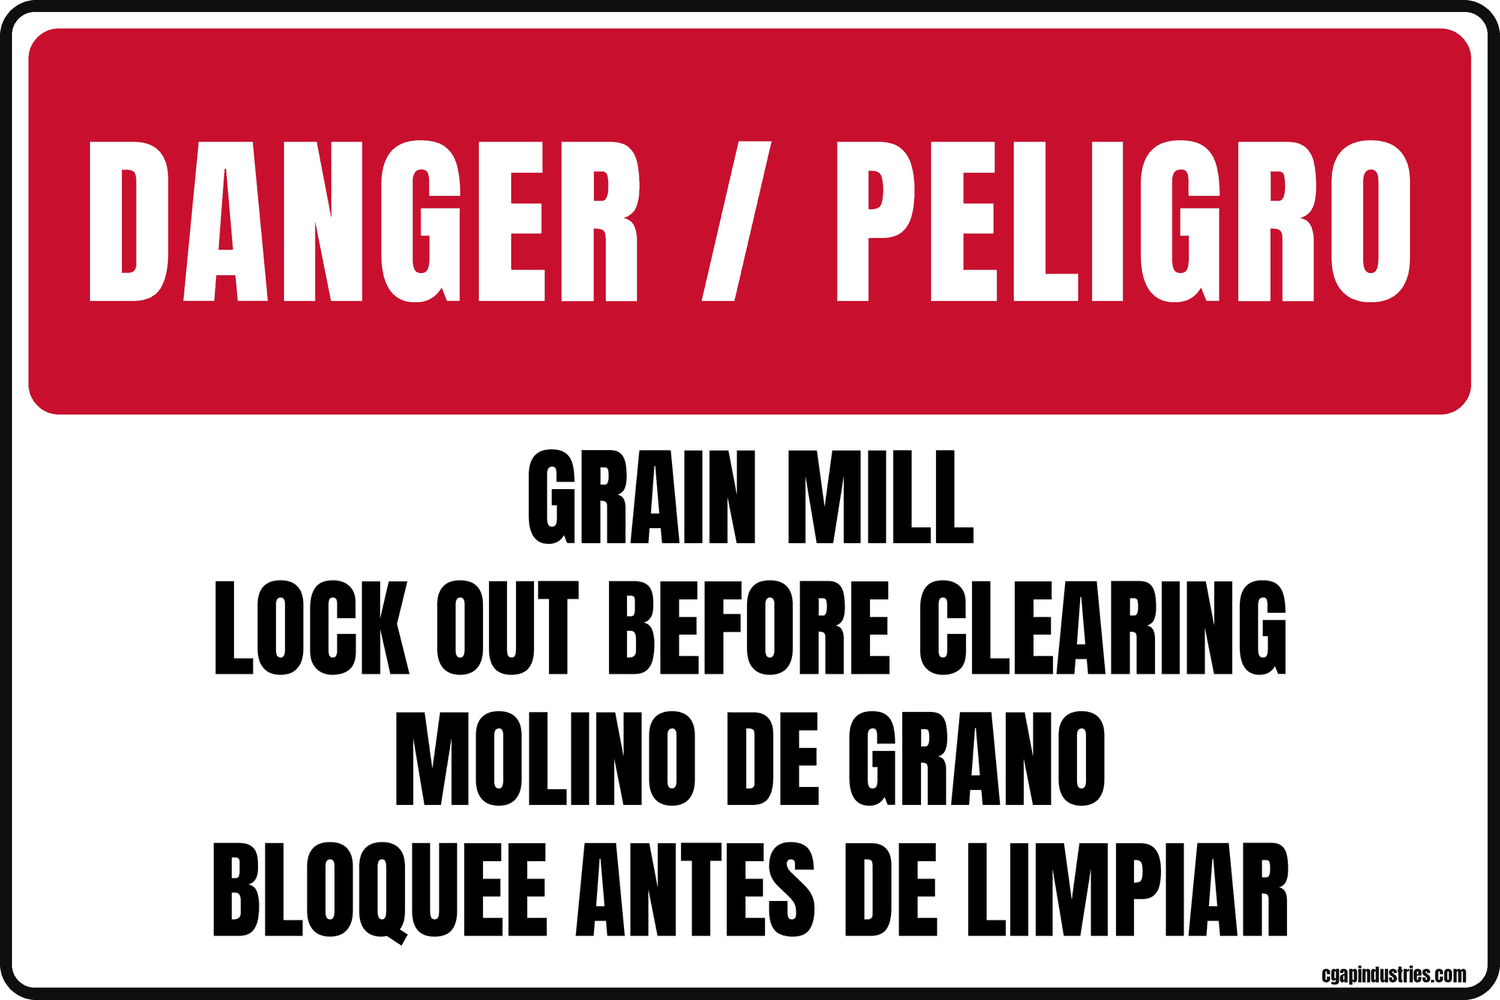 DANGER / PELIGRO
GRAIN MILL
LOCK OUT BEFORE CLEARING
MOLINO DE GRANO
BLOQUEE ANTES DE LIMPIAR
cgapindustries.com